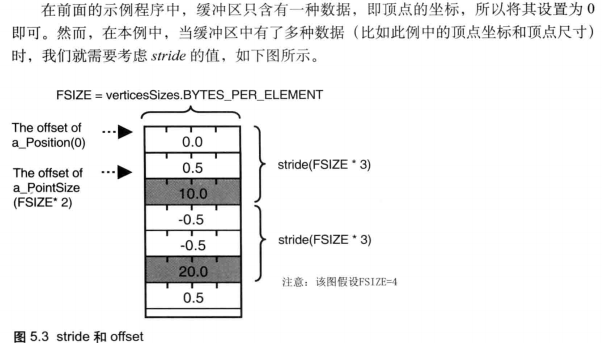 在前面的示例程序中，缓冲区只含有一种数据，即顶点的坐标，所以将其设置为 0
即可。然而，在本例中，当缓冲区中有了多种数据（比如此例中的顶点坐标和顶点尺寸）
时，我们就需要考虑 stride 的值，如下图所示。
FSIZE = verticesSizes.BYTES_PER_ELEMENT
The offset of
a_Position(0)
0.0
The offset of
a_PointSize
(FSIZE* 2)
0.5
stride(FSIZE * 3)
10.0
-0.5
-0.5
stride(FSIZE * 3)
20.0
注意：该图假设FSIZE=4
0.5
图 5.3 stride 和 offset